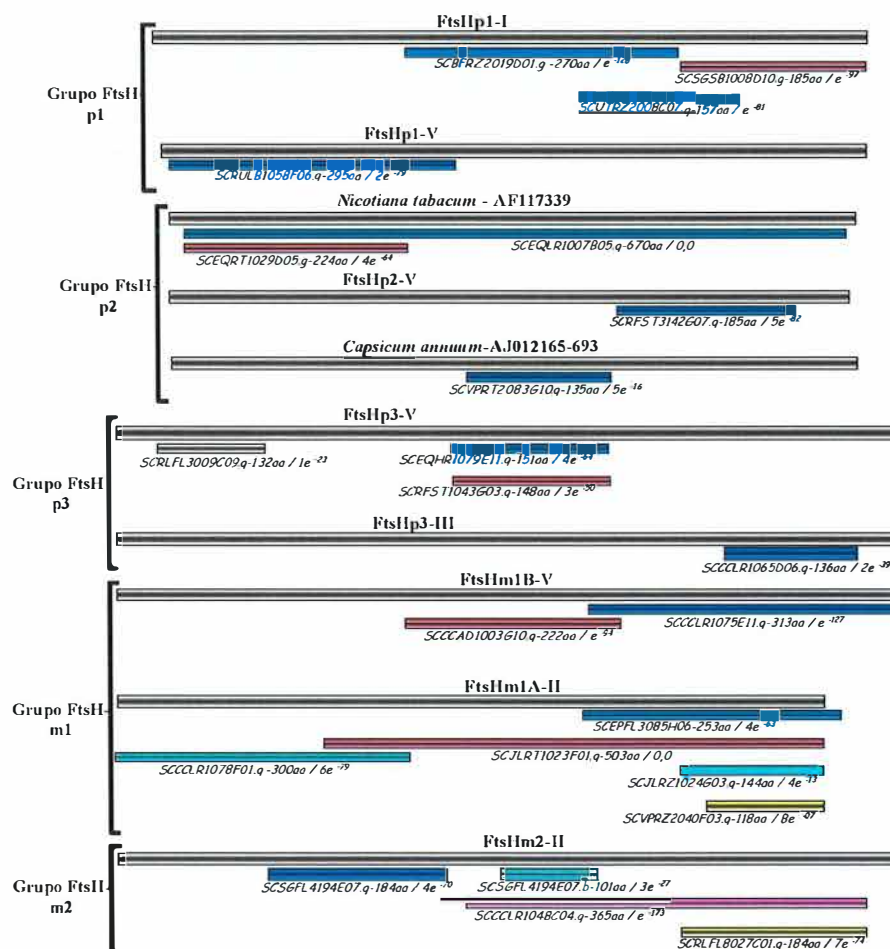 FtsHp1-I
SCBFRZ2019D01.g-270aa / e
SCSGSB1008D10.g-185aa / e -97
Grupo FtsH
p1
SCUTRZ2008C07.g-157aa / e -81
FtsHp1-V
SCRULB1058F06.g-295aa / 2e -79
Nicotiana tabacum - AF117339
SCEQLR1007B05.g-670aa / 0,0
SCEQRT1029D05.g-224aa / 4e -64
Grupo FtsH
p2
FtsHp2-V
SCRFST3142G07.g-185aa / 5e -82
Capsicum annuum-AJ012165-693
SCVPRT2083G10.g-135aa / 5e -16
FtsHp3-V
SCRLFL3009C09.g-132aa / 1e -23
SCEQHR1079E11.g-151aa / 4e -64
SCRFST1043G03.g-148aa / 3e -50
Grupo FtsH
p3
FtsHp3-III
SCCCLR1065D06.g-136aa / 2e -39
FtsHm1B-V
SCCCLR1075E11.g-313aa / e -127
SCCCAD1003G10.g-222aa / e -54
FtsHm1A-II
Grupo FtsH-
m1
SCEPFL3085H06-253aa / 4e -63
SCJLRT1023F01.g-503aa / 0,0
SCCCLR1078F01.g-300aa / 6e -79
SCJLRZ1024G03.g-144aa / 4e -33
SCVPRZ2040F03.g-118aa / 8e -07
FtsHm2-II
Grupo FtsH
m2
SCSGFL4194E07.g-184aa / 4e -70
SCSGFL4194E07.b-101aa / 3e -27
SCCCLR1048C04.g-365aa / e -173
SCRLFL8027C01.g-184aa / 7e -74